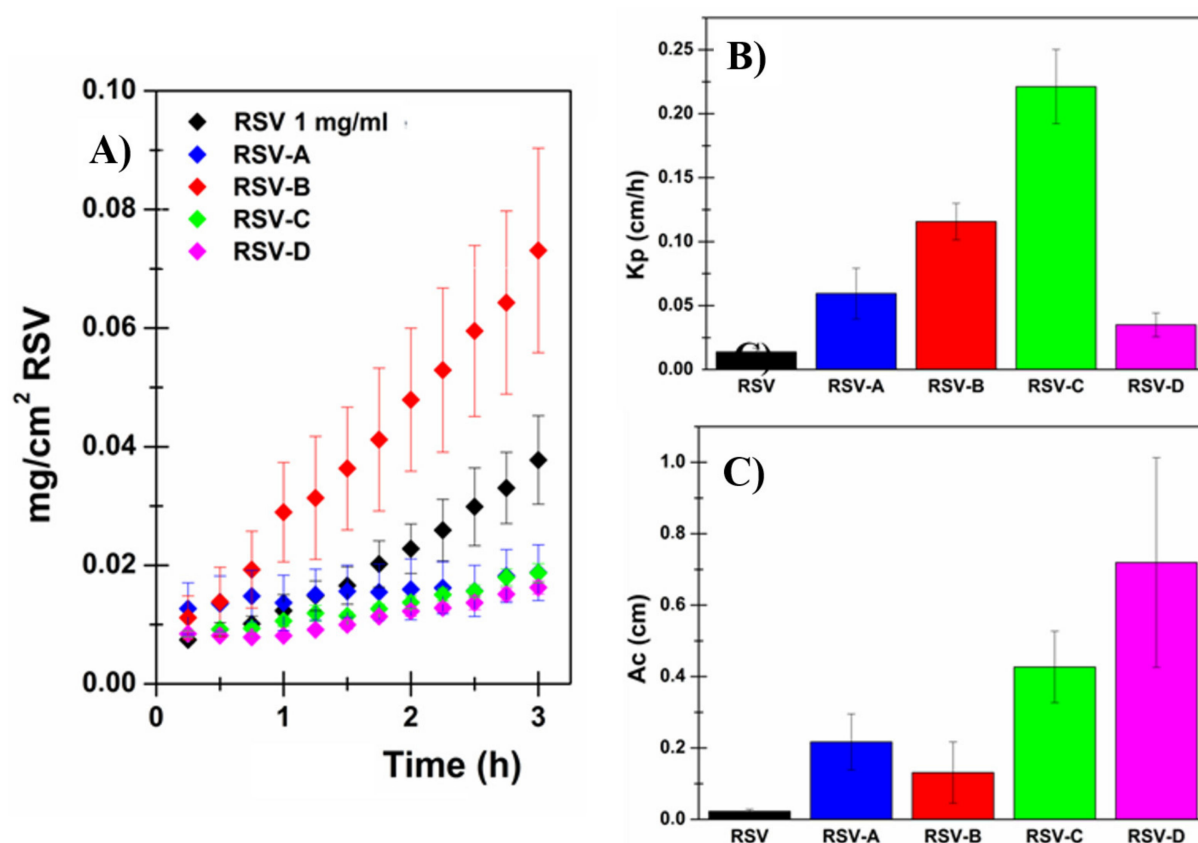 A)
0.10
0.08
0.06
0.04
0.02
0.00
mg/cm² RSV
RSV 1 mg/ml
RSV-A
RSV-B
RSV-C
RSV-D
0 1 2 3
Time (h)
B)
0.25
0.20
0.15
0.10
0.05
0.00
Kp (cm/h)
C)
RSV RSV-A RSV-B RSV-C RSV-D
C)
1.0
0.8
0.6
0.4
0.2
0.0
Ac (cm)
RSV RSV-A RSV-B RSV-C RSV-D